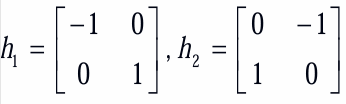 h₁ = [ -1 0 ; 0 1 ] , h₂ = [ 0 -1 ; 1 0 ]